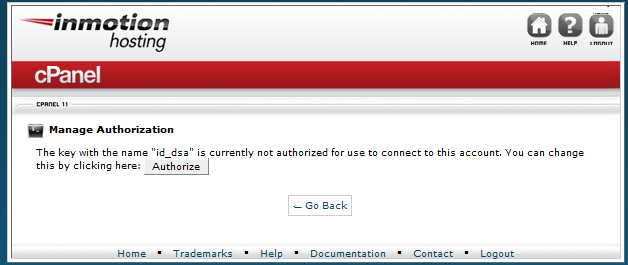 inmotion
hosting
HOME HELP LOGOUT
cPanel
CPANEL 11
Manage Authorization
The key with the name "id_dsa" is currently not authorized for use to connect to this account. You can change
this by clicking here: Authorize
← Go Back
Home ▪ Trademarks ▪ Help ▪ Documentation ▪ Contact ▪ Logout